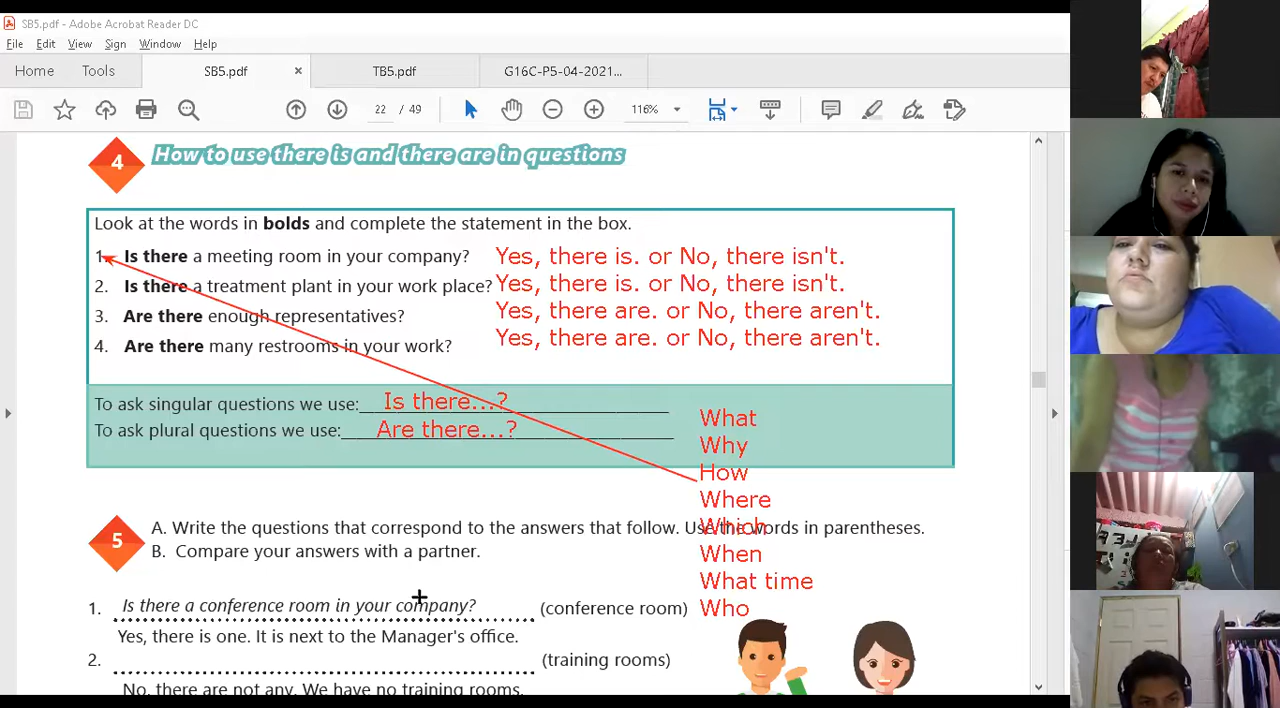 SB5.pdf - Adobe Acrobat Reader DC
File Edit View Sign Window Help
Home Tools SB5.pdf × TB5.pdf G16C-P5-04-2021...
22 / 49 116%
4 How to use there is and there are in questions
Look at the words in bolds and complete the statement in the box.
1. Is there a meeting room in your company? Yes, there is. or No, there isn't.
2. Is there a treatment plant in your work place? Yes, there is. or No, there isn't.
3. Are there enough representatives? Yes, there are. or No, there aren't.
4. Are there many restrooms in your work? Yes, there are. or No, there aren't.
To ask singular questions we use: Is there...?
To ask plural questions we use: Are there...?
What
Why
How
Where
Which
When
What time
Who
5 A. Write the questions that correspond to the answers that follow. Use the words in parentheses.
B. Compare your answers with a partner.
1. Is there a conference room in your company? (conference room)
Yes, there is one. It is next to the Manager's office.
2. (training rooms)
No, there are not any. We have no training rooms.